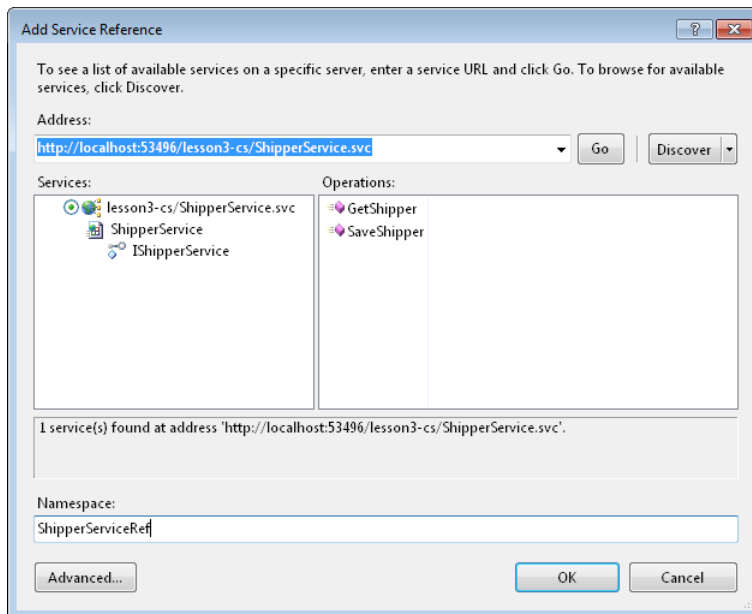 Add Service Reference
To see a list of available services on a specific server, enter a service URL and click Go. To browse for available
services, click Discover.
Address:
http://localhost:53496/lesson3-cs/ShipperService.svc
Go
Discover
Services:
Operations:
lesson3-cs/ShipperService.svc
ShipperService
IShipperService
GetShipper
SaveShipper
1 service(s) found at address 'http://localhost:53496/lesson3-cs/ShipperService.svc'.
Namespace:
ShipperServiceRef
Advanced...
OK
Cancel